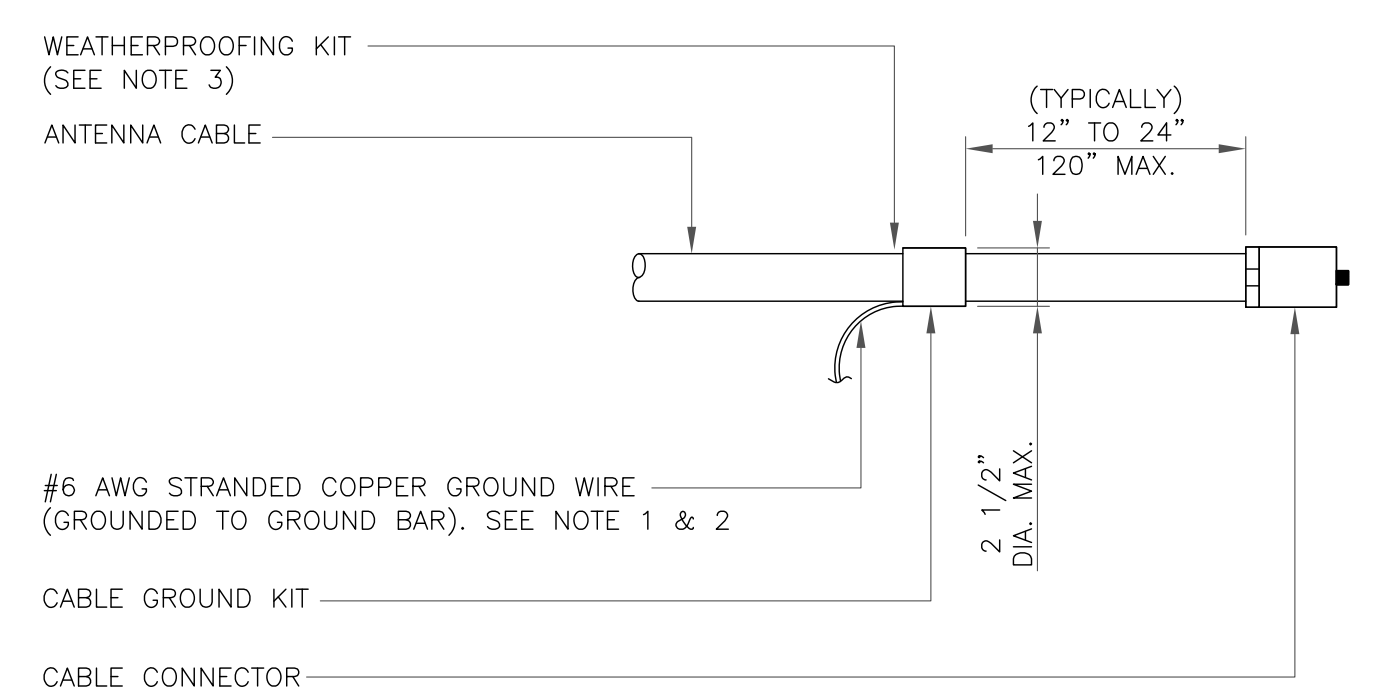 WEATHERPROOFING KIT
(SEE NOTE 3)
ANTENNA CABLE
(TYPICALLY)
12" TO 24"
120" MAX.
2 1/2"
DIA. MAX.
#6 AWG STRANDED COPPER GROUND WIRE
(GROUNDED TO GROUND BAR). SEE NOTE 1 & 2
CABLE GROUND KIT
CABLE CONNECTOR